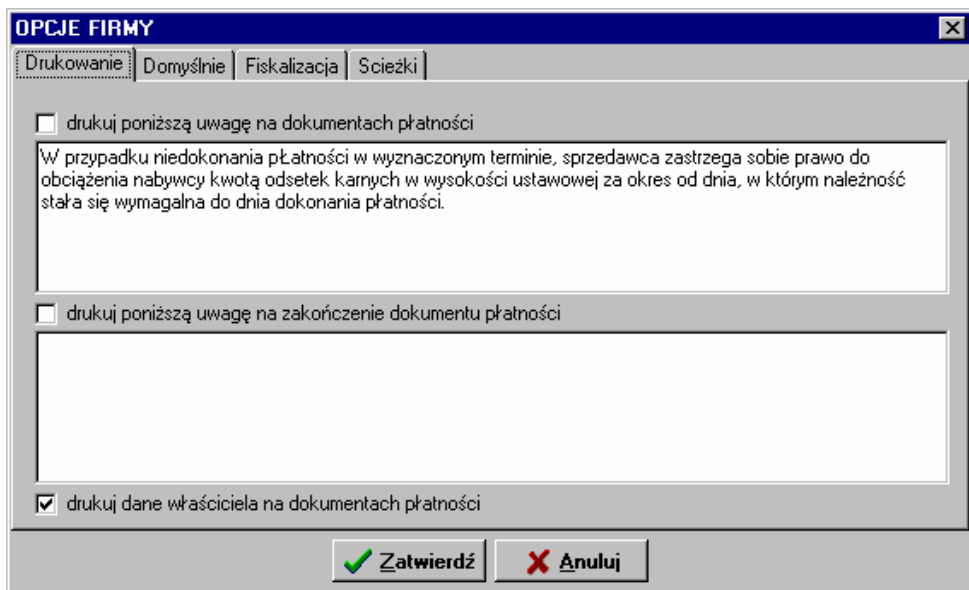 OPCJE FIRMY
Drukowanie Domyślnie Fiskalizacja Scieżki
drukuj poniższą uwagę na dokumentach płatności
W przypadku niedokonania pŁatności w wyznaczonym terminie, sprzedawca zastrzega sobie prawo do
obciążenia nabywcy kwotą odsetek karnych w wysokości ustawowej za okres od dnia, w którym należność
stała się wymagalna do dnia dokonania płatności.
drukuj poniższą uwagę na zakończenie dokumentu płatności
drukuj dane właściciela na dokumentach płatności
Zatwierdź Anuluj